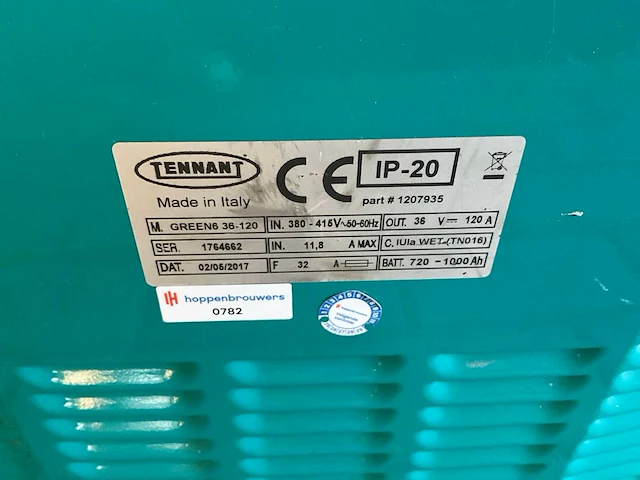 TENNANT
CE
IP-20
Made in Italy
part # 1207935
M. GREEN6 36-120
IN. 380 - 415V~50-60Hz
OUT. 36 V 120 A
SER. 1764662
IN. 11,8 A MAX
C. IUIa WET-(TN016)
DAT. 02/05/2017
F 32 A
BATT. 720 - 1000 Ah
hoppenbrouwers
0782